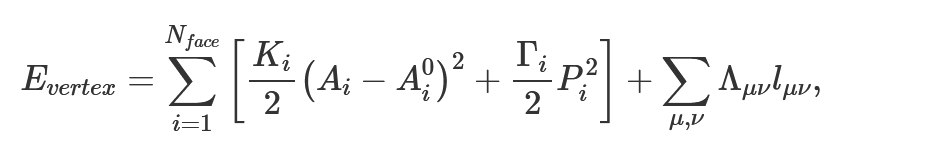 E_{vertex} = \sum_{i=1}^{N_{face}} \left[ \frac{K_i}{2} \left( A_i - A_i^0 \right)^2 + \frac{\Gamma_i}{2} P_i^2 \right] + \sum_{\mu,\nu} \Lambda_{\mu\nu} l_{\mu\nu},